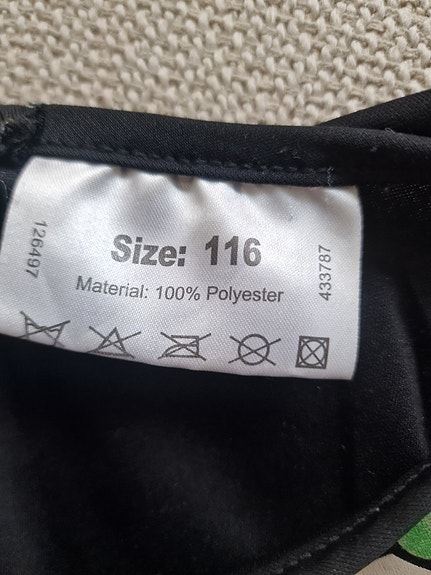 126497
Size: 116
Material: 100% Polyester
433787